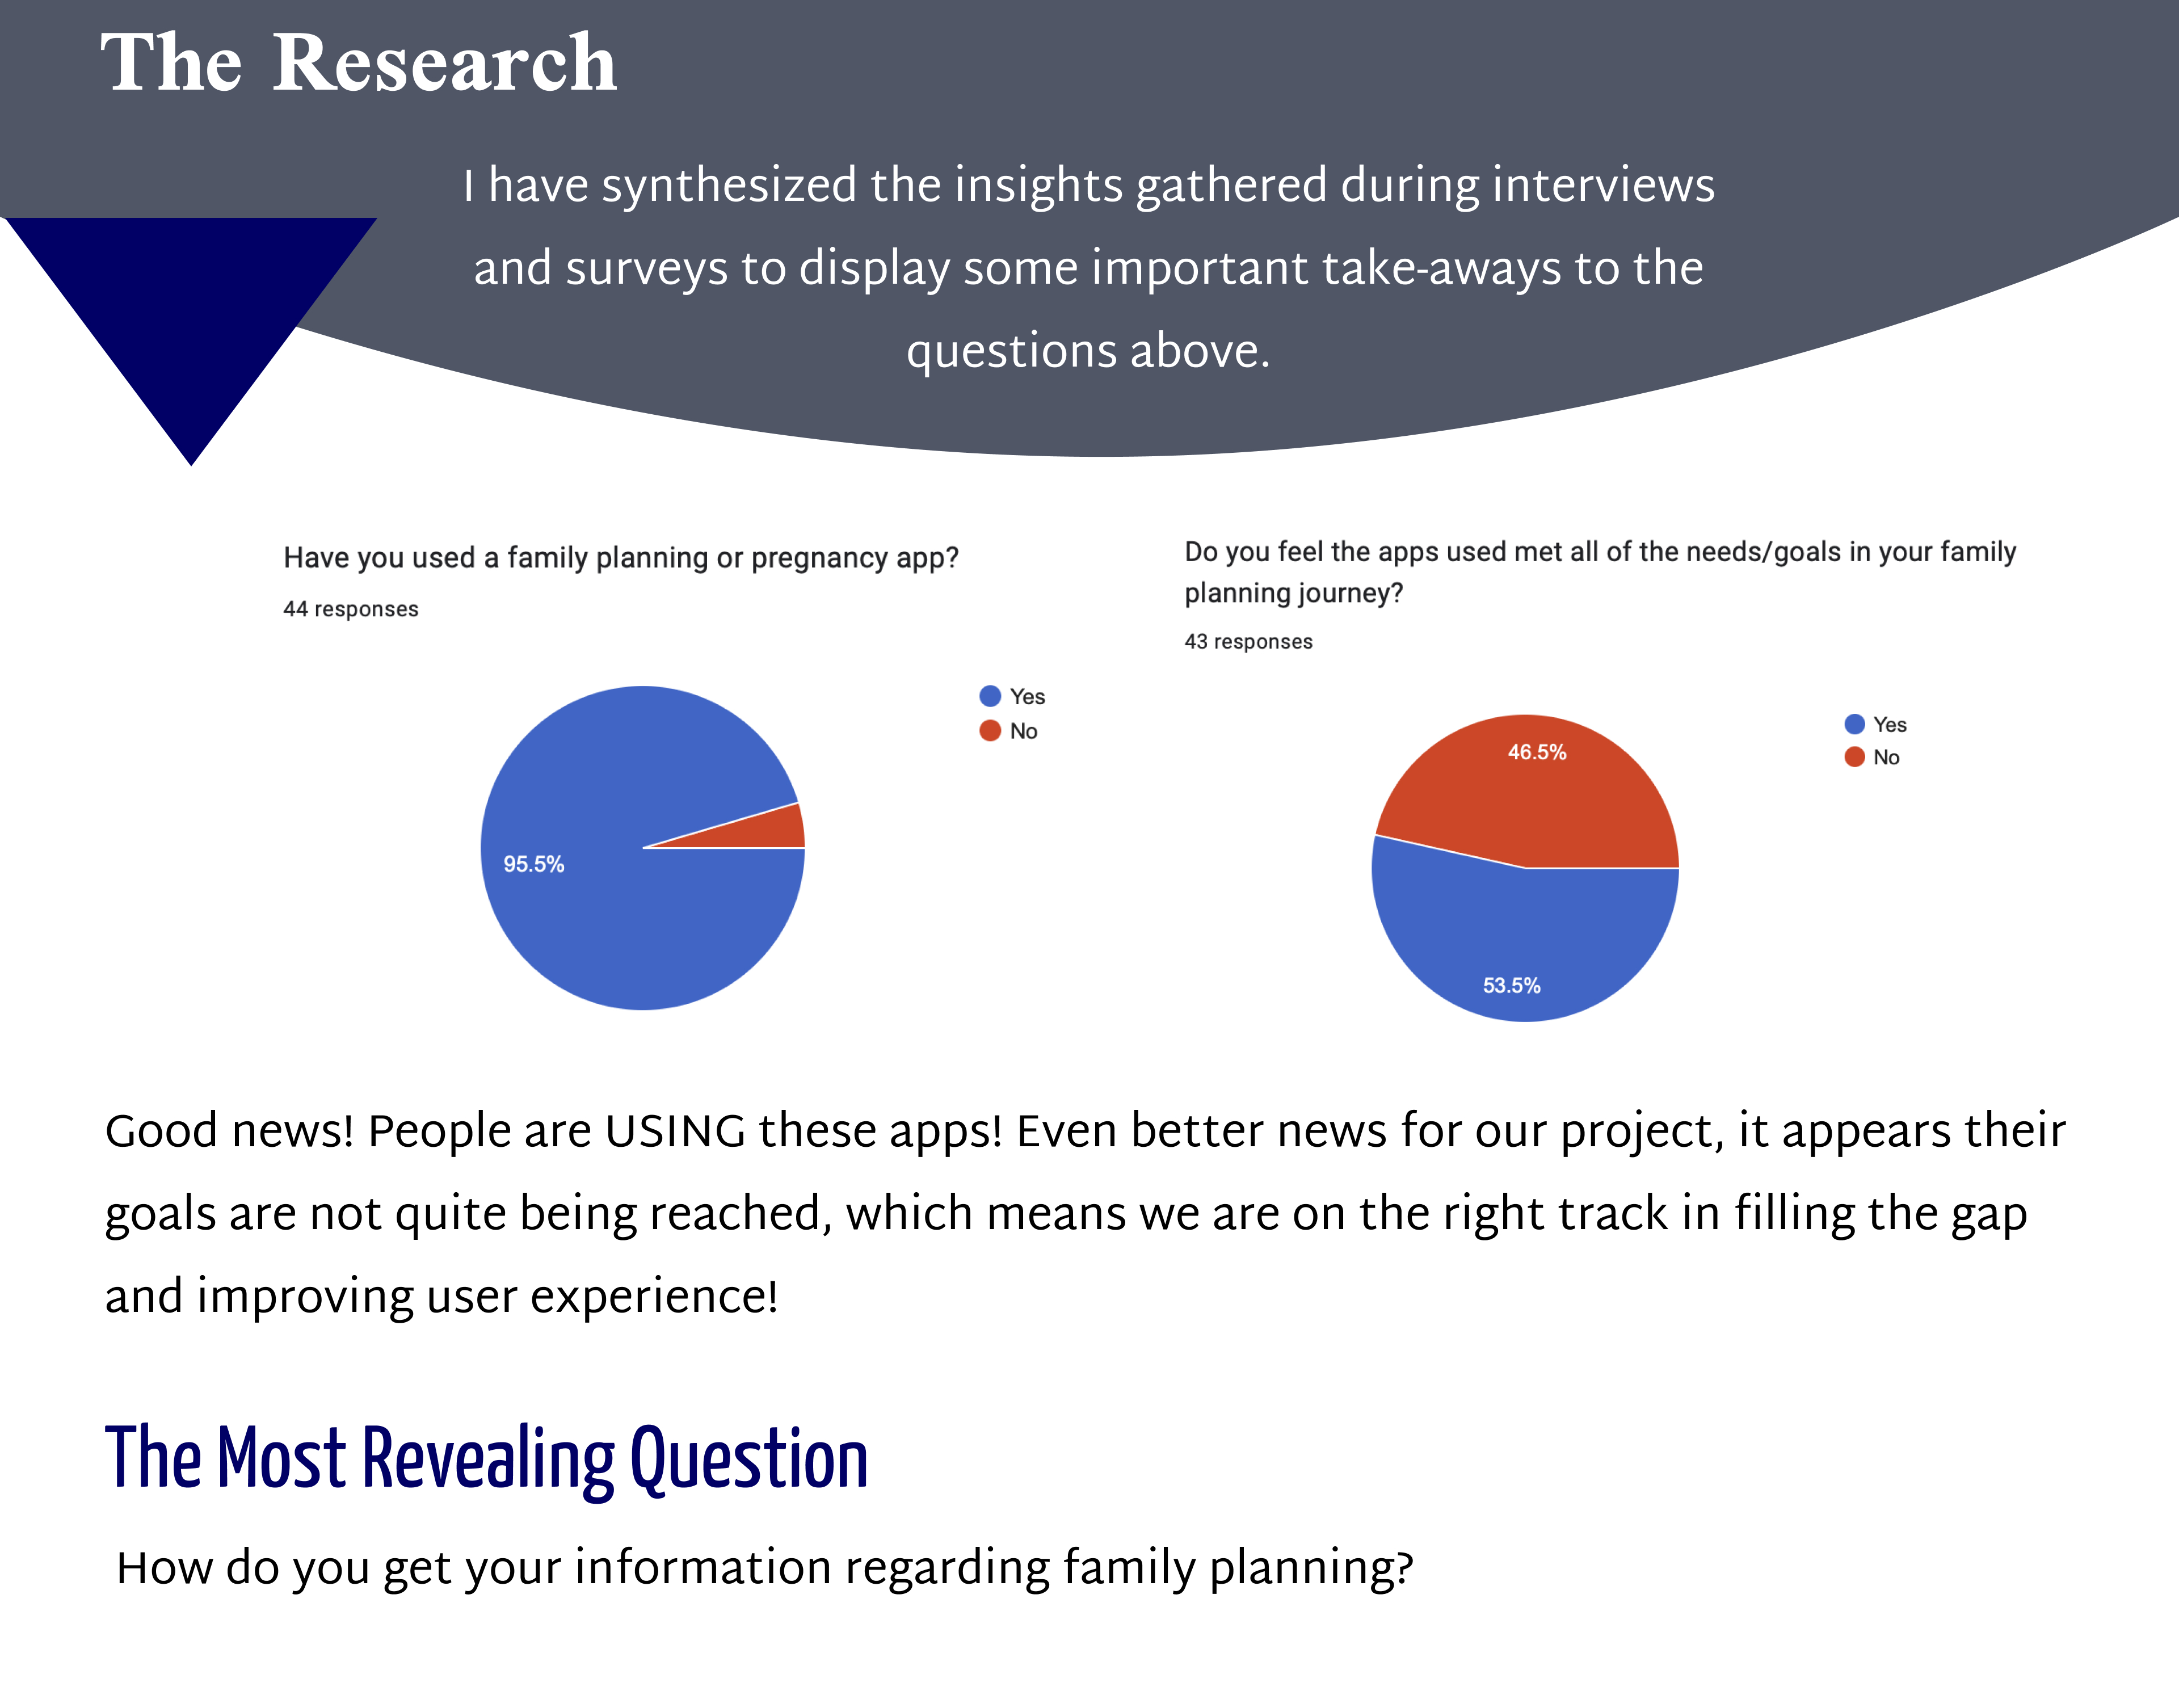 The Research
I have synthesized the insights gathered during interviews
and surveys to display some important take-aways to the
questions above.
Have you used a family planning or pregnancy app?
44 responses
Yes
No
95.5%
Do you feel the apps used met all of the needs/goals in your family
planning journey?
43 responses
Yes
No
46.5%
53.5%
Good news! People are USING these apps! Even better news for our project, it appears their
goals are not quite being reached, which means we are on the right track in filling the gap
and improving user experience!
The Most Revealing Question
How do you get your information regarding family planning?